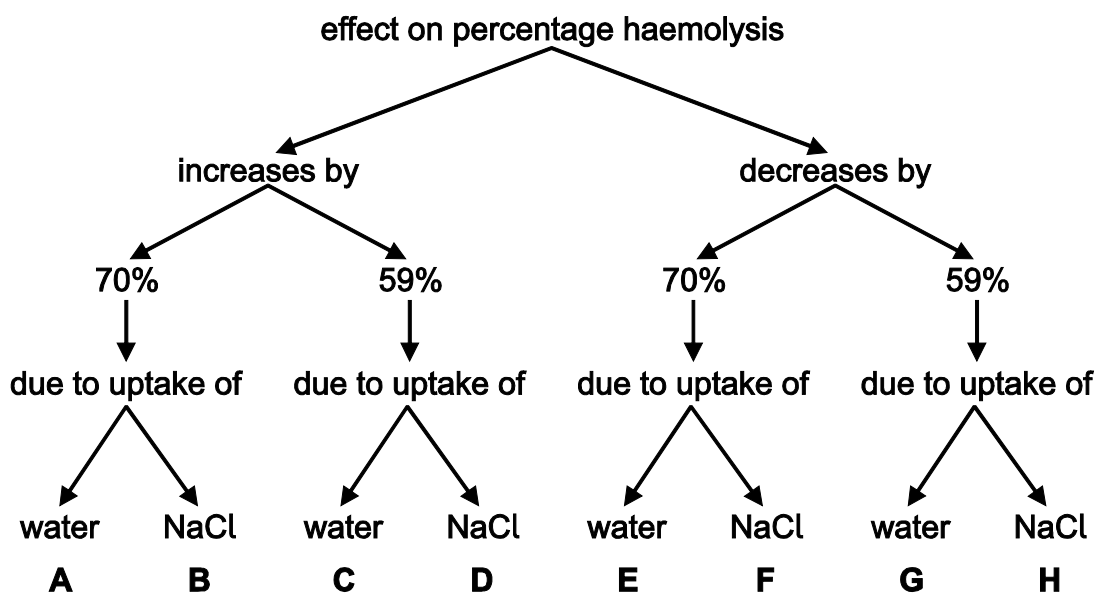 effect on percentage haemolysis
increases by decreases by
70% 59% 70% 59%
due to uptake of due to uptake of due to uptake of due to uptake of
water NaCl water NaCl water NaCl water NaCl
A B C D E F G H